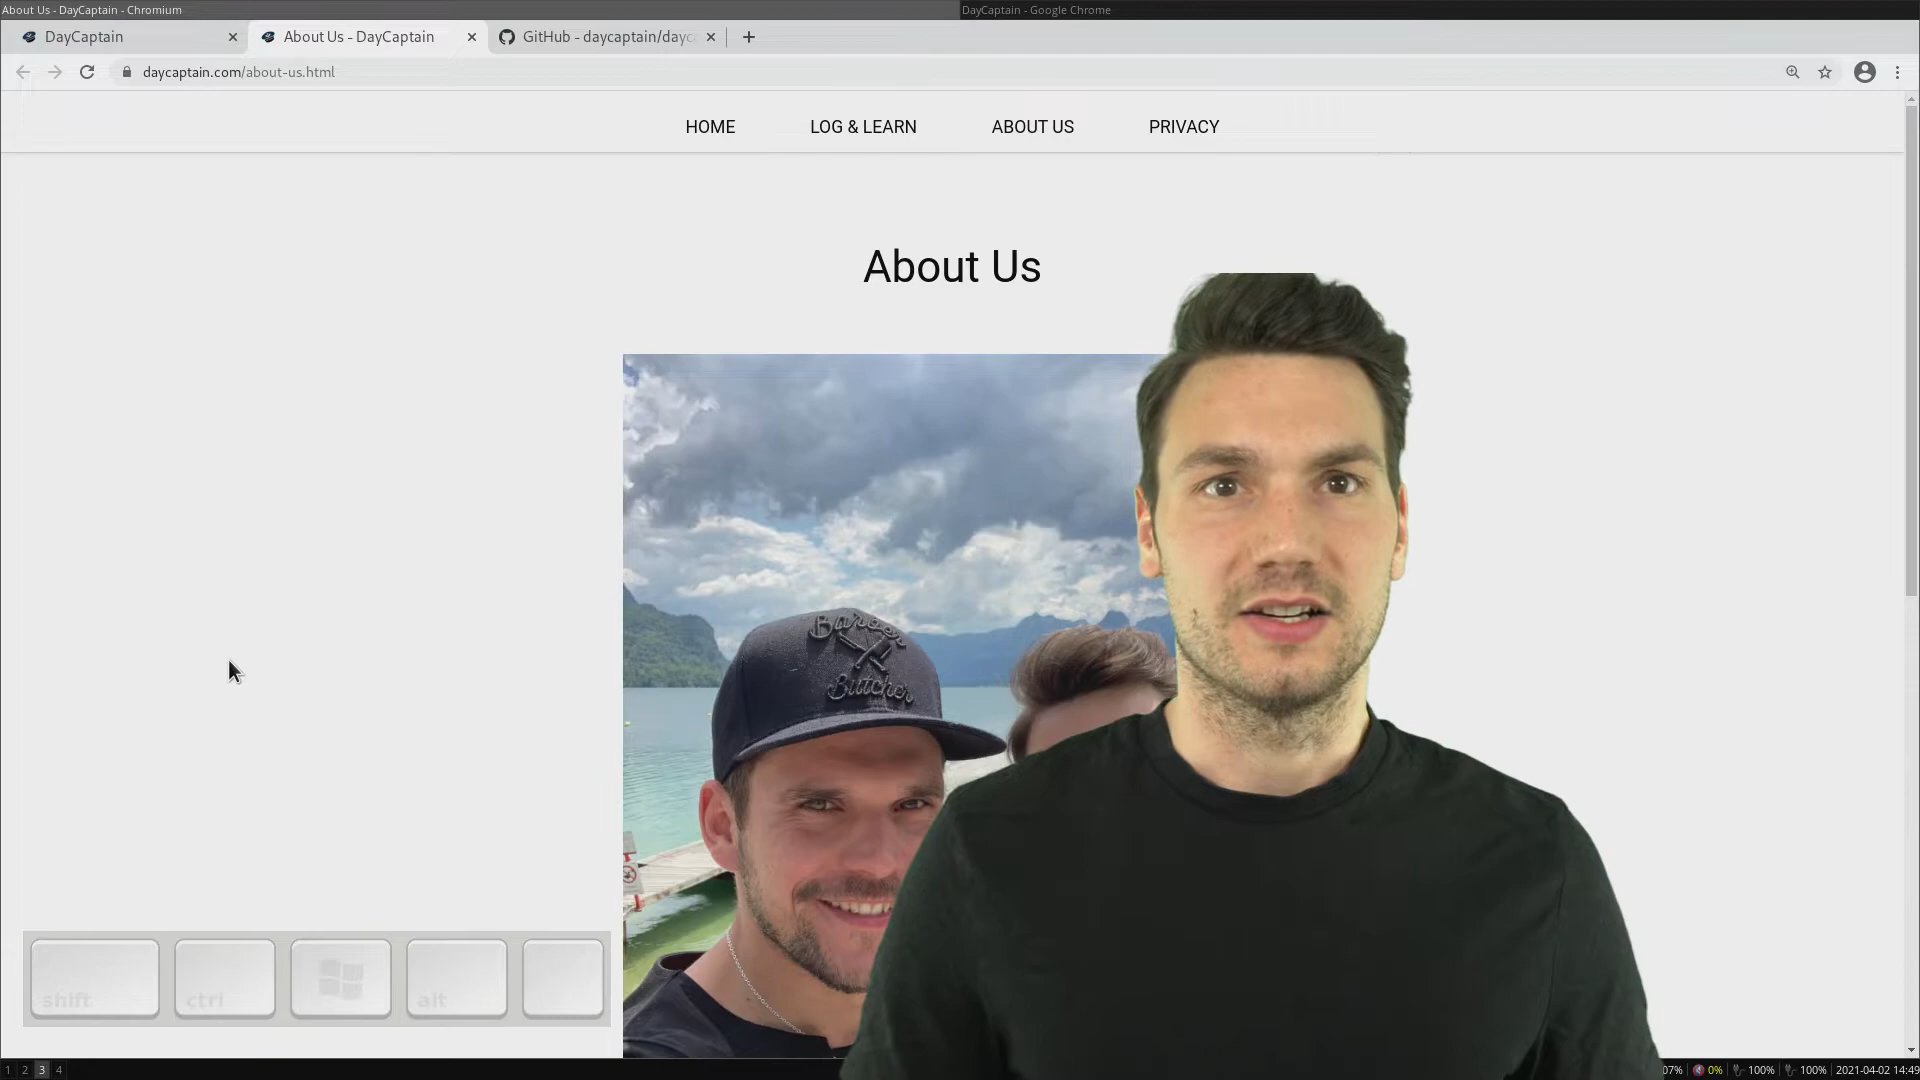 About Us - DayCaptain - Chromium
DayCaptain - Google Chrome
DayCaptain
About Us - DayCaptain
GitHub - daycaptain/dayca
daycaptain.com/about-us.html
HOME
LOG & LEARN
ABOUT US
PRIVACY
About Us
Barber
Butcher
shift
ctrl
alt
1 2 3 4
07%
0%
100%
100%
2021-04-02 14:49